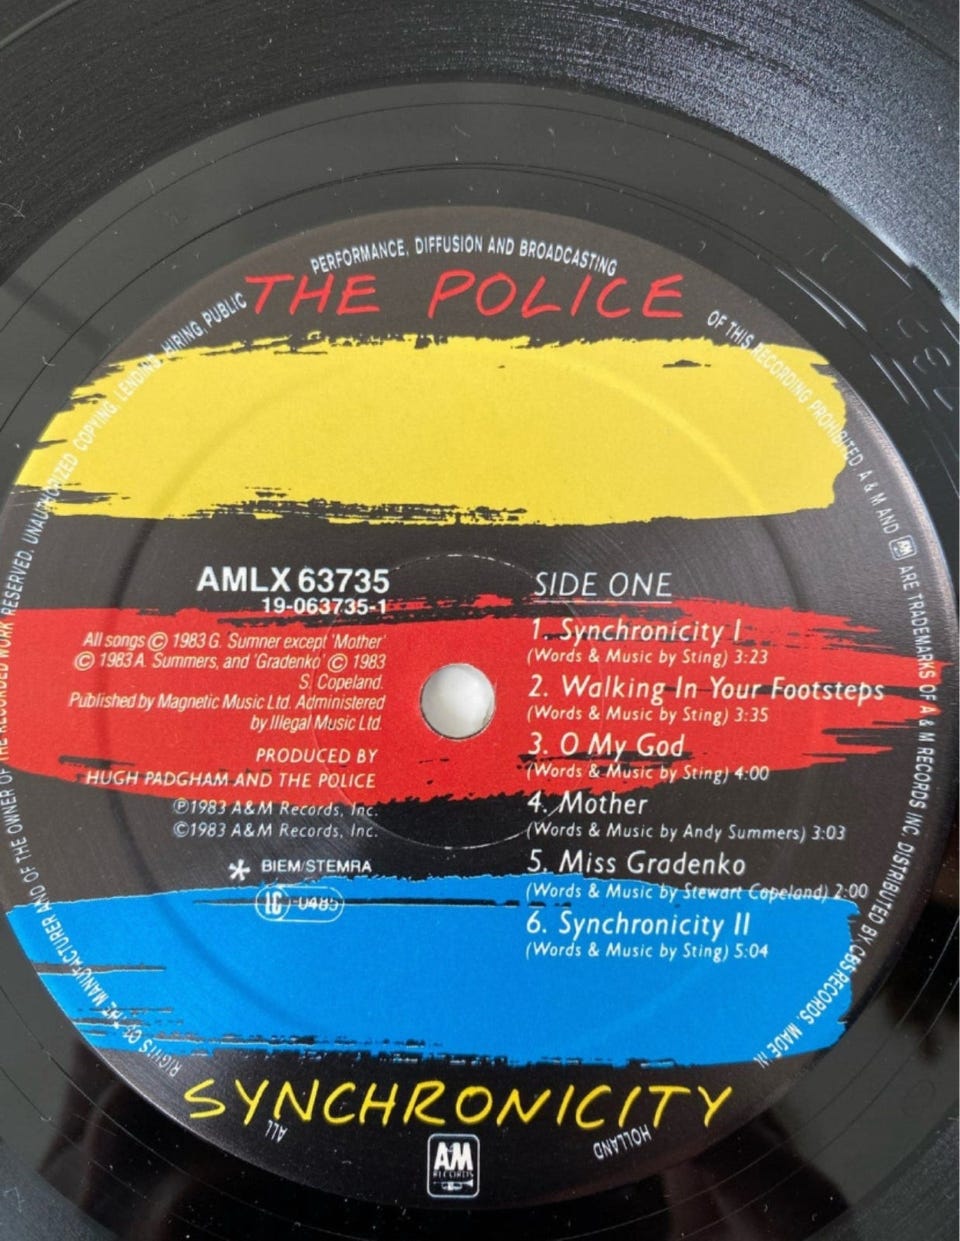 PERFORMANCE, DIFFUSION AND BROADCASTING
THE POLICE
OF THIS RECORDING PROHIBITED. A & M AND AM ARE TRADEMARKS OF A & M RECORDS INC. DISTRIBUTED BY CBS RECORDS. MADE IN
HOLLAND
ALL
RIGHTS OF THE MANUFACTURER AND OF THE OWNER OF THE RECORDED WORK RESERVED. UNAUTHORIZED COPYING, LENDING, HIRING, PUBLIC
AMLX 63735
19-063735-1
All songs © 1983 G. Sumner except 'Mother'
© 1983 A. Summers, and 'Gradenko' © 1983
S. Copeland.
Published by Magnetic Music Ltd. Administered
by Illegal Music Ltd.
PRODUCED BY
HUGH PADGHAM AND THE POLICE
℗1983 A&M Records, Inc.
©1983 A&M Records, Inc.
* BIEM/STEMRA
LC 0485
SIDE ONE
1. Synchronicity I
(Words & Music by Sting) 3:23
2. Walking In Your Footsteps
(Words & Music by Sting) 3:35
3. O My God
(Words & Music by Sting) 4:00
4. Mother
(Words & Music by Andy Summers) 3:03
5. Miss Gradenko
(Words & Music by Stewart Copeland) 2:00
6. Synchronicity II
(Words & Music by Sting) 5:04
SYNCHRONICITY
AM
RECORDS